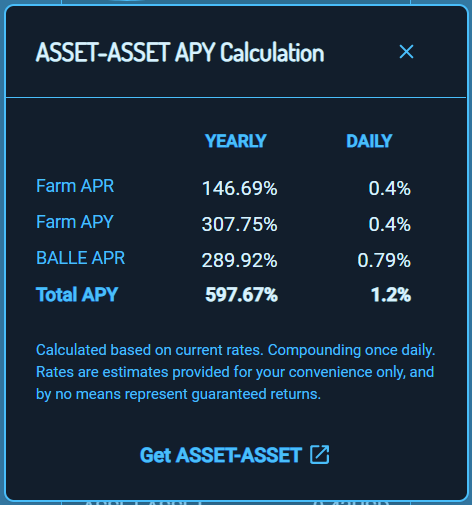 ASSET-ASSET APY Calculation
YEARLY DAILY
Farm APR 146.69% 0.4%
Farm APY 307.75% 0.4%
BALLE APR 289.92% 0.79%
Total APY 597.67% 1.2%
Calculated based on current rates. Compounding once daily.
Rates are estimates provided for your convenience only, and
by no means represent guaranteed returns.
Get ASSET-ASSET